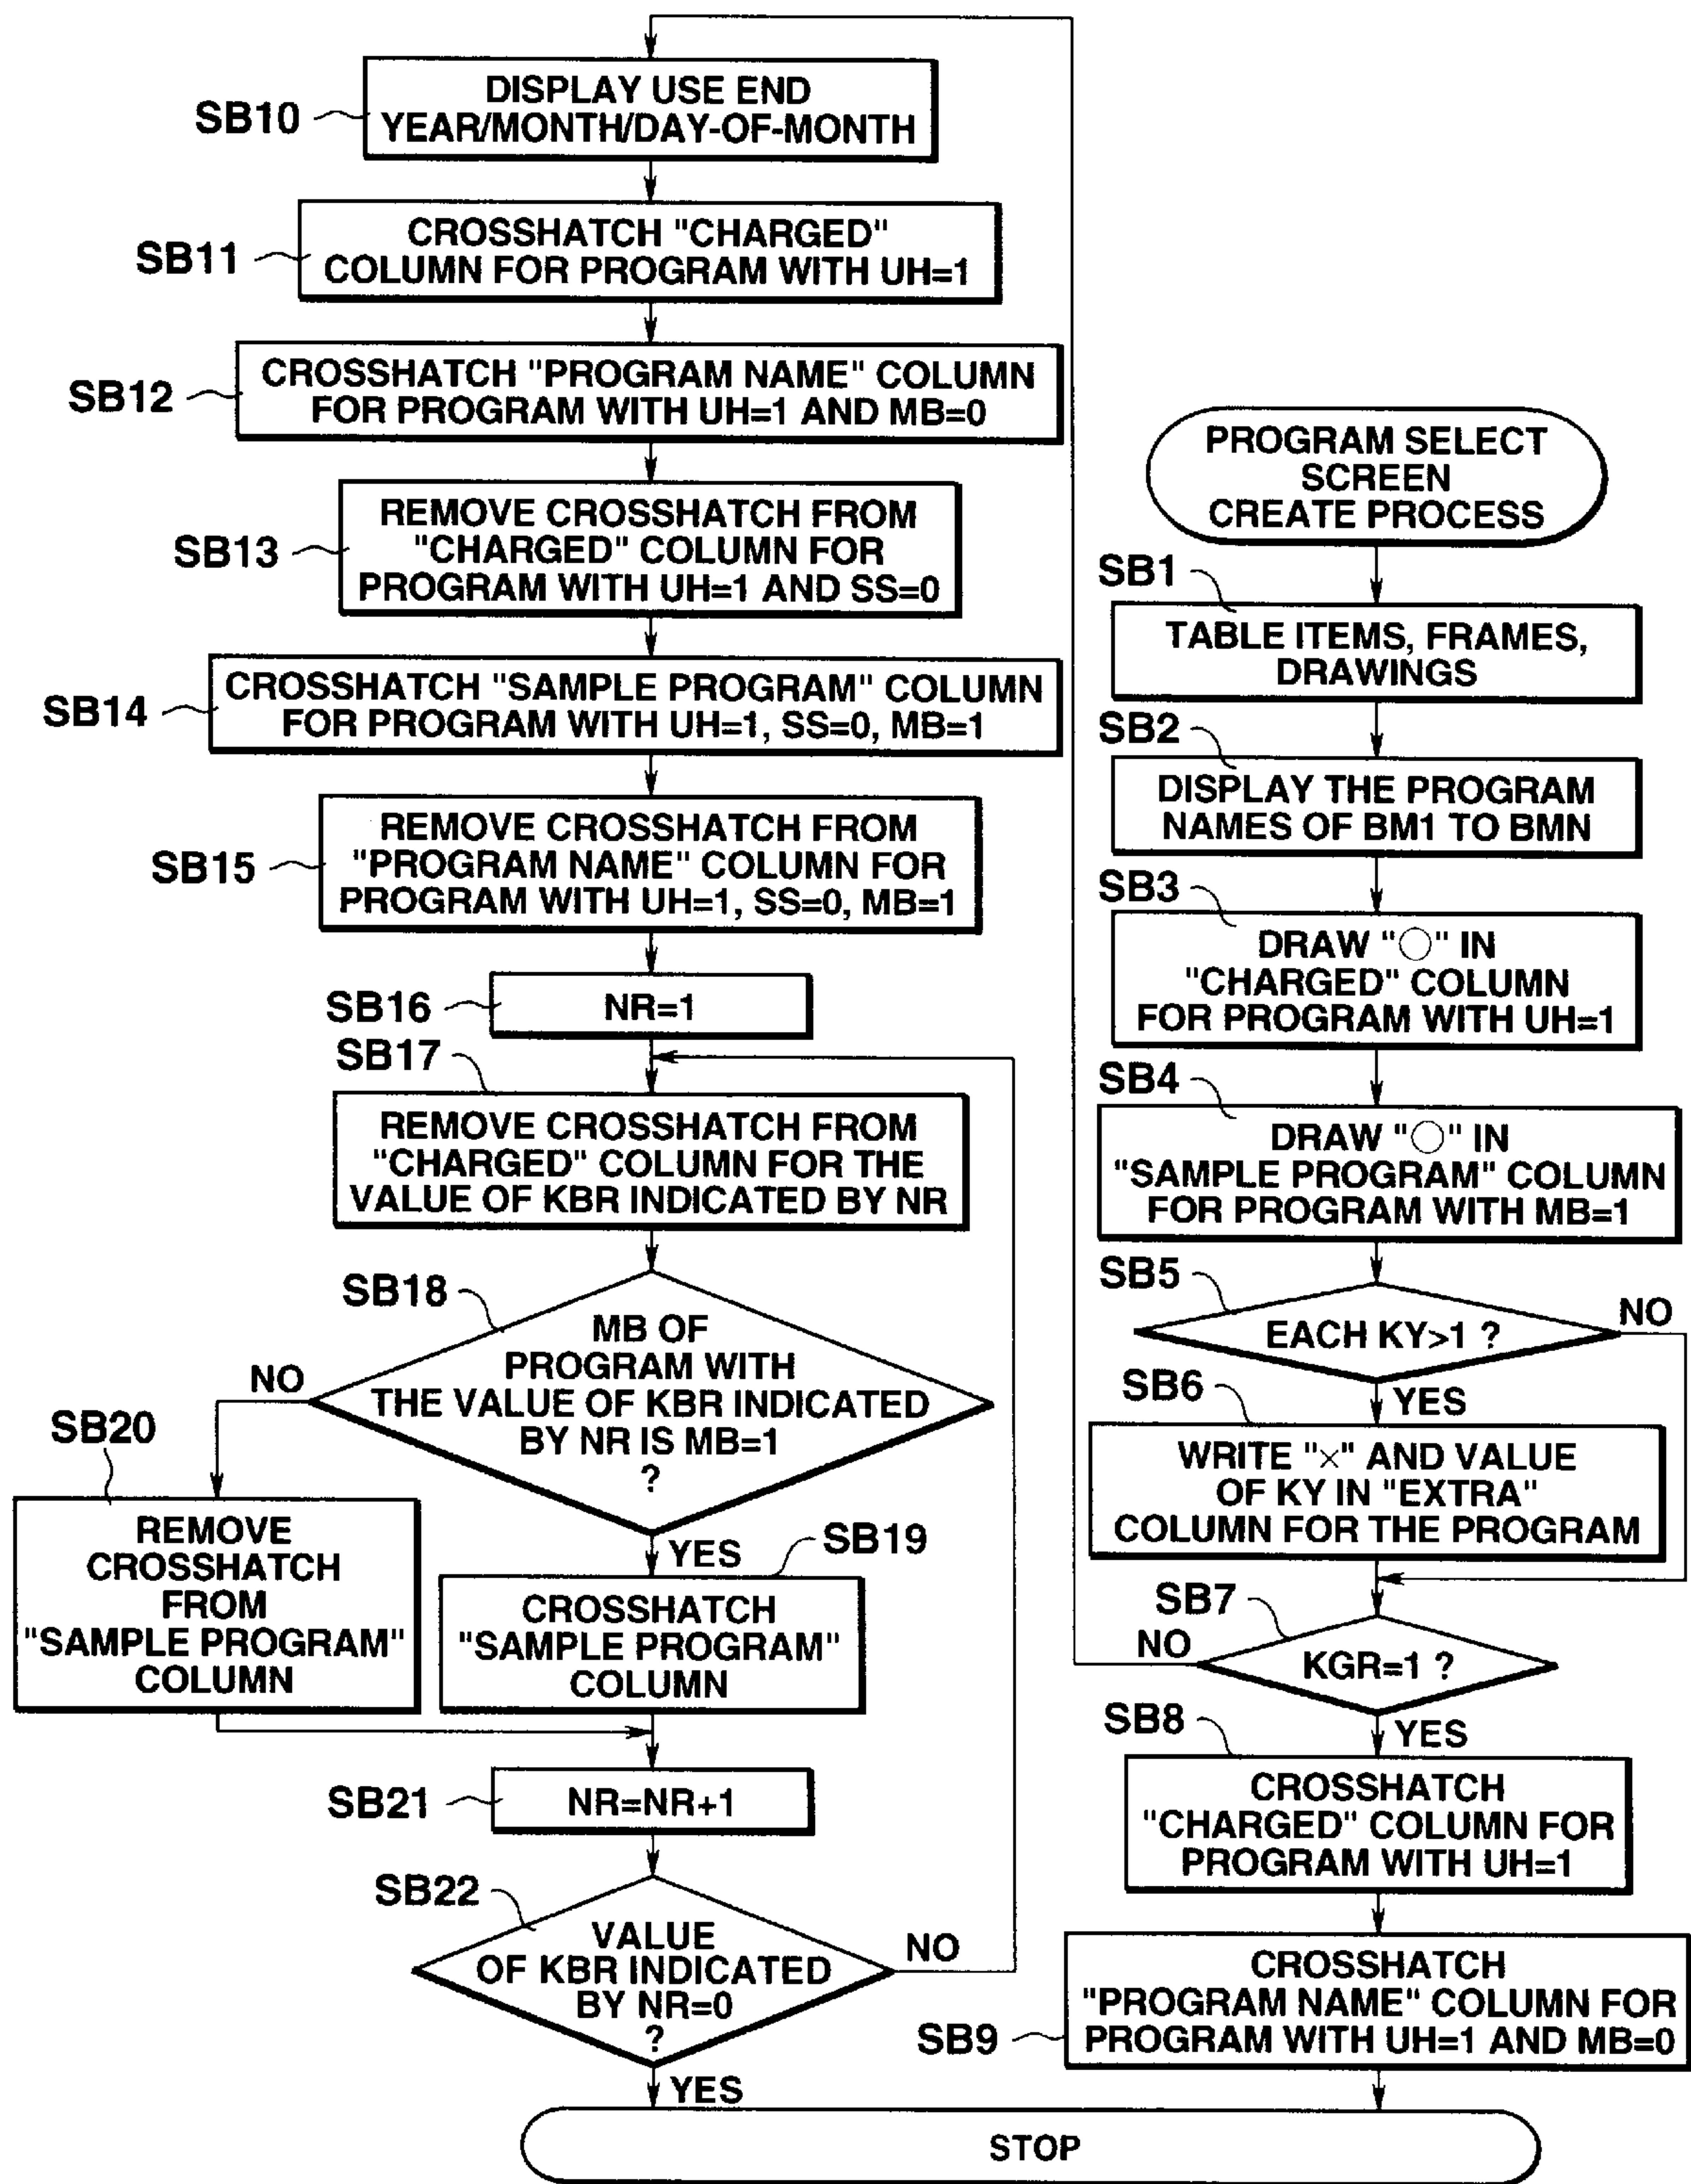 PROGRAM SELECT
SCREEN
CREATE PROCESS
SB1
TABLE ITEMS, FRAMES,
DRAWINGS
SB2
DISPLAY THE PROGRAM
NAMES OF BM1 TO BMN
SB3
DRAW "○" IN
"CHARGED" COLUMN
FOR PROGRAM WITH UH=1
SB4
DRAW "○" IN
"SAMPLE PROGRAM" COLUMN
FOR PROGRAM WITH MB=1
SB5
EACH KY>1 ?
NO
YES
SB6
WRITE "×" AND VALUE
OF KY IN "EXTRA"
COLUMN FOR THE PROGRAM
SB7
KGR=1 ?
NO
YES
SB8
CROSSHATCH
"CHARGED" COLUMN FOR
PROGRAM WITH UH=1
SB9
CROSSHATCH
"PROGRAM NAME" COLUMN FOR
PROGRAM WITH UH=1 AND MB=0
SB10
DISPLAY USE END
YEAR/MONTH/DAY-OF-MONTH
SB11
CROSSHATCH "CHARGED"
COLUMN FOR PROGRAM WITH UH=1
SB12
CROSSHATCH "PROGRAM NAME" COLUMN
FOR PROGRAM WITH UH=1 AND MB=0
SB13
REMOVE CROSSHATCH FROM
"CHARGED" COLUMN FOR
PROGRAM WITH UH=1 AND SS=0
SB14
CROSSHATCH "SAMPLE PROGRAM" COLUMN
FOR PROGRAM WITH UH=1, SS=0, MB=1
SB15
REMOVE CROSSHATCH FROM
"PROGRAM NAME" COLUMN FOR
PROGRAM WITH UH=1, SS=0, MB=1
SB16
NR=1
SB17
REMOVE CROSSHATCH FROM
"CHARGED" COLUMN FOR THE
VALUE OF KBR INDICATED BY NR
SB18
MB OF
PROGRAM WITH
THE VALUE OF KBR INDICATED
BY NR IS MB=1
?
NO
YES
SB20
REMOVE
CROSSHATCH
FROM
"SAMPLE PROGRAM"
COLUMN
SB19
CROSSHATCH
"SAMPLE PROGRAM"
COLUMN
SB21
NR=NR+1
SB22
VALUE
OF KBR INDICATED
BY NR=0
?
NO
YES
STOP